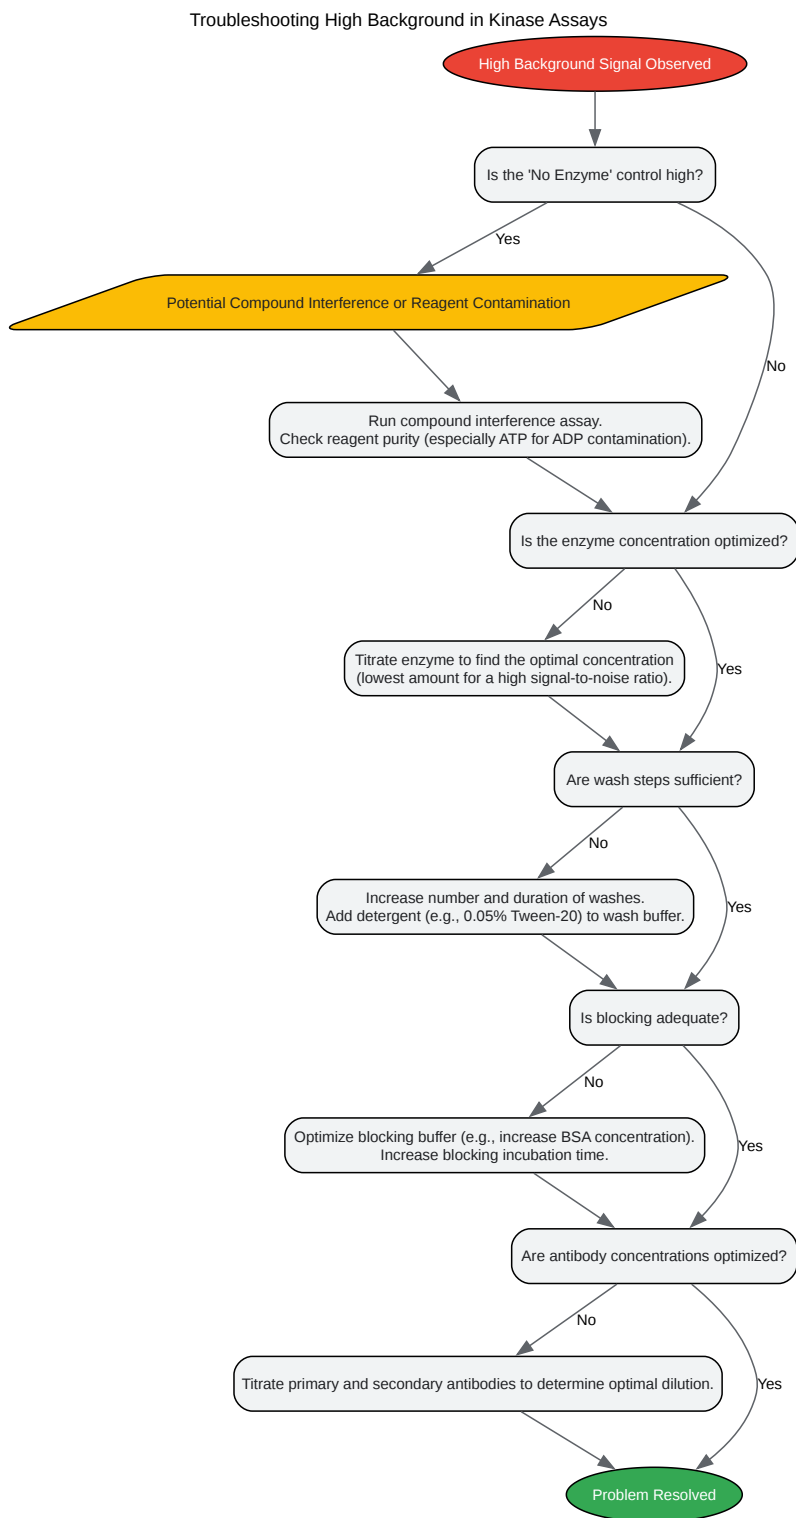 Troubleshooting High Background in Kinase Assays
High Background Signal Observed
Is the 'No Enzyme' control high?
Yes
Potential Compound Interference or Reagent Contamination
No
Run compound interference assay.
Check reagent purity (especially ATP for ADP contamination).
Is the enzyme concentration optimized?
No
Titrate enzyme to find the optimal concentration
(lowest amount for a high signal-to-noise ratio).
Yes
Are wash steps sufficient?
No
Increase number and duration of washes.
Add detergent (e.g., 0.05% Tween-20) to wash buffer.
Yes
Is blocking adequate?
No
Optimize blocking buffer (e.g., increase BSA concentration).
Increase blocking incubation time.
Yes
Are antibody concentrations optimized?
No
Titrate primary and secondary antibodies to determine optimal dilution.
Yes
Problem Resolved